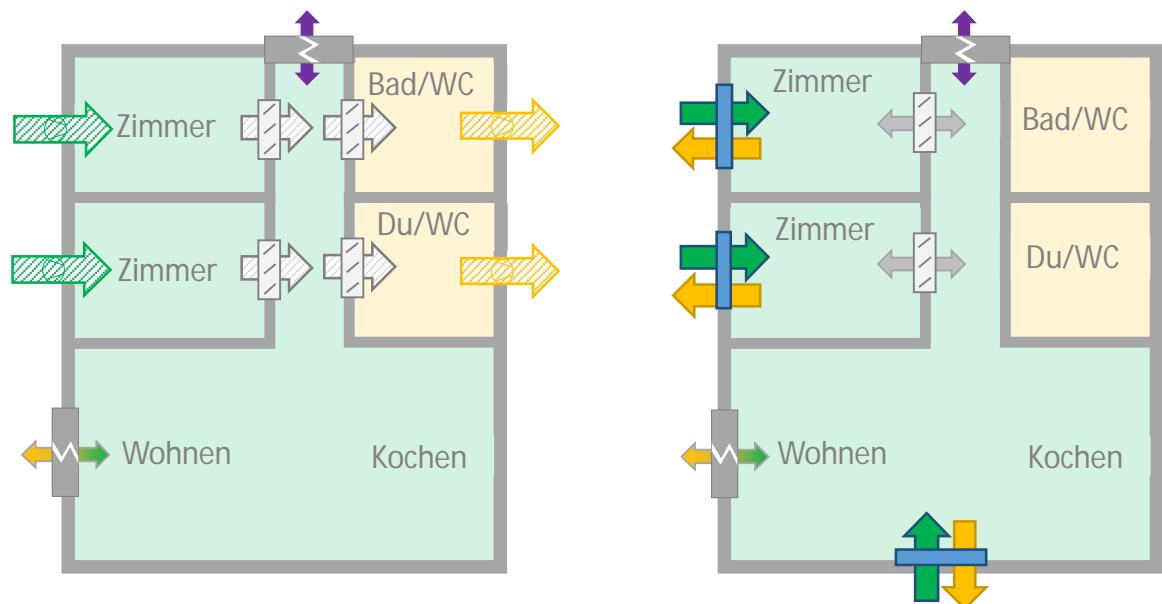 Bad/WC
Zimmer
Du/WC
Zimmer
Wohnen
Kochen
Zimmer
Bad/WC
Zimmer
Du/WC
Wohnen
Kochen